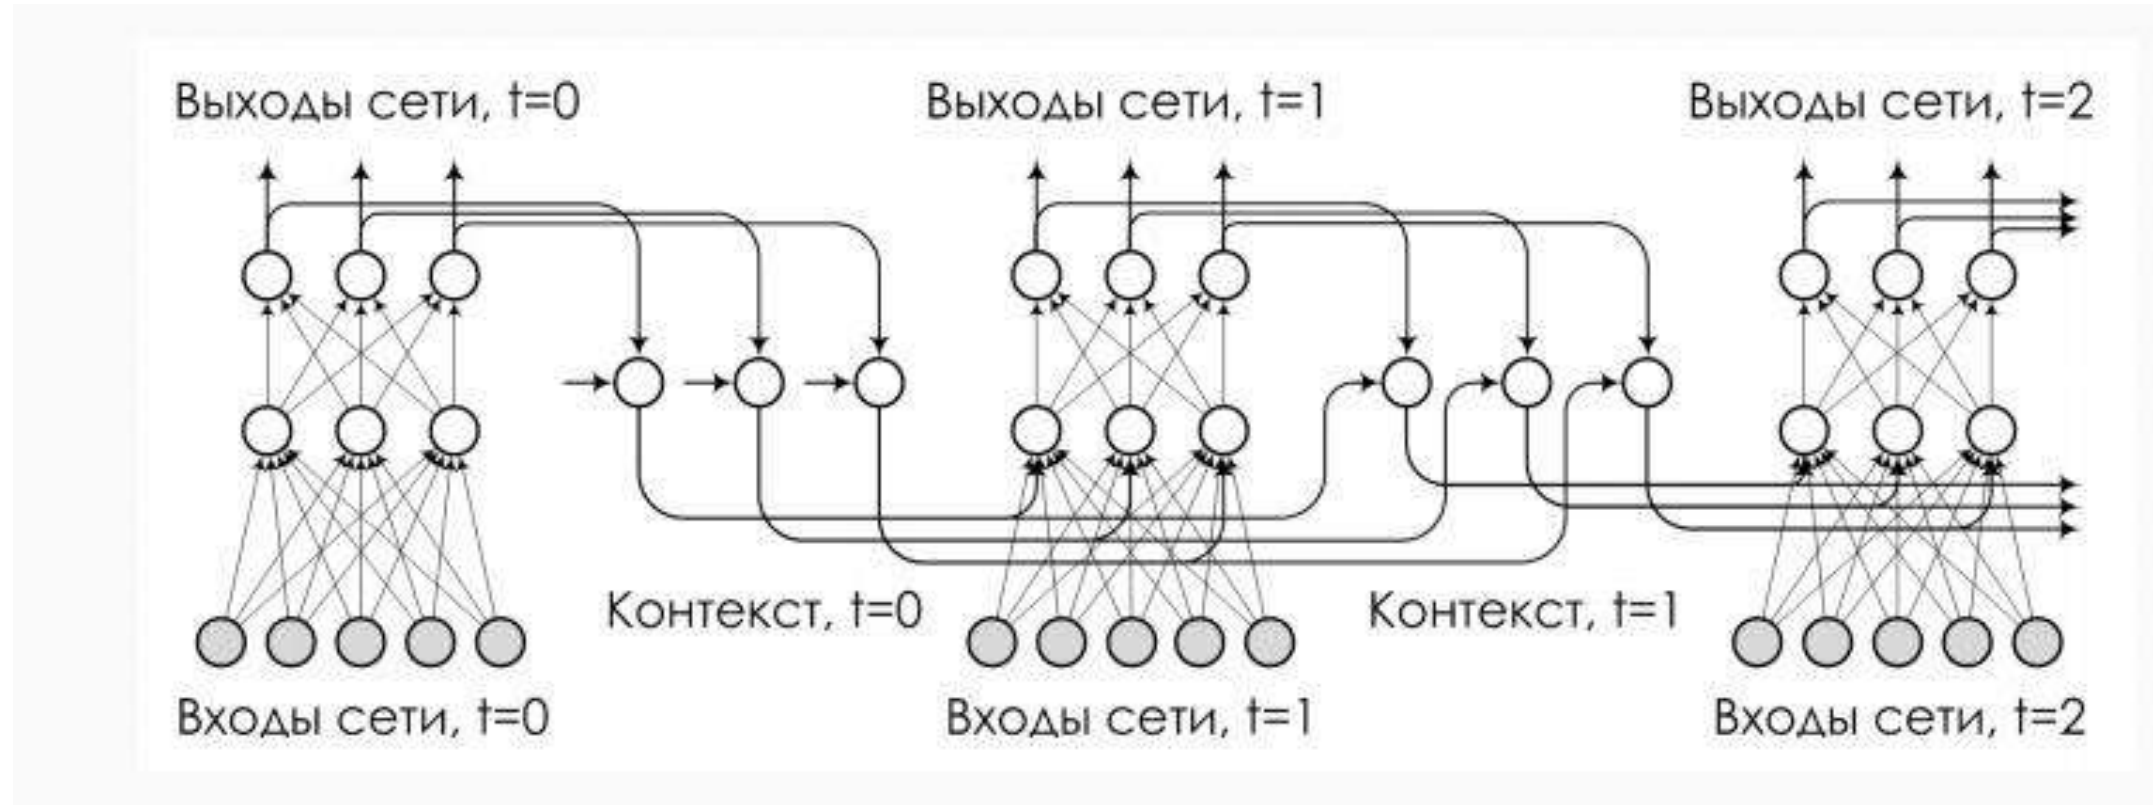 Выходы сети, t=0
Выходы сети, t=1
Выходы сети, t=2
Контекст, t=0
Контекст, t=1
Входы сети, t=0
Входы сети, t=1
Входы сети, t=2